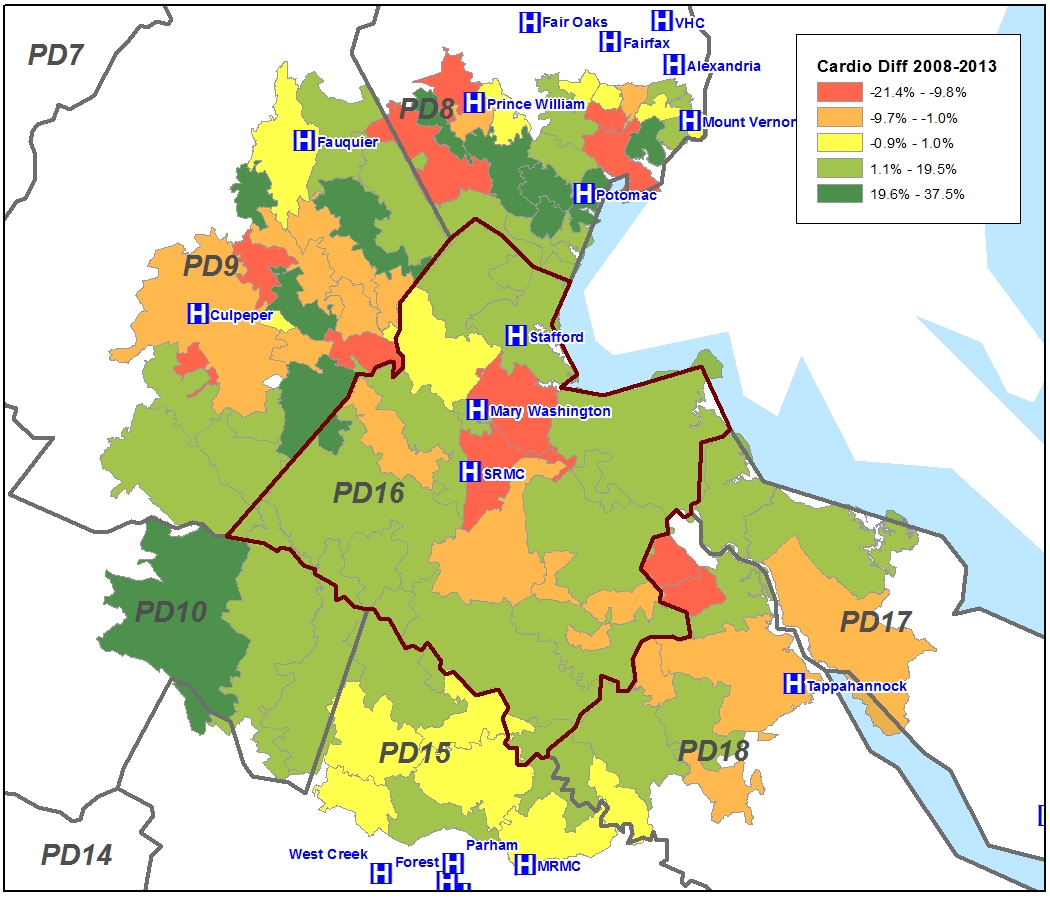 PD7
Fair Oaks
VHC
Fairfax
Alexandria
Cardio Diff 2008-2013
-21.4% - -9.8%
-9.7% - -1.0%
-0.9% - 1.0%
1.1% - 19.5%
19.6% - 37.5%
PD8
H Prince William
H Mount Vernon
H Fauquier
H Potomac
PD9
H Culpeper
H Stafford
H Mary Washington
H SRMC
PD16
PD10
PD17
H Tappahannock
PD15
PD18
PD14
West Creek
Forest
Parham
H MRMC